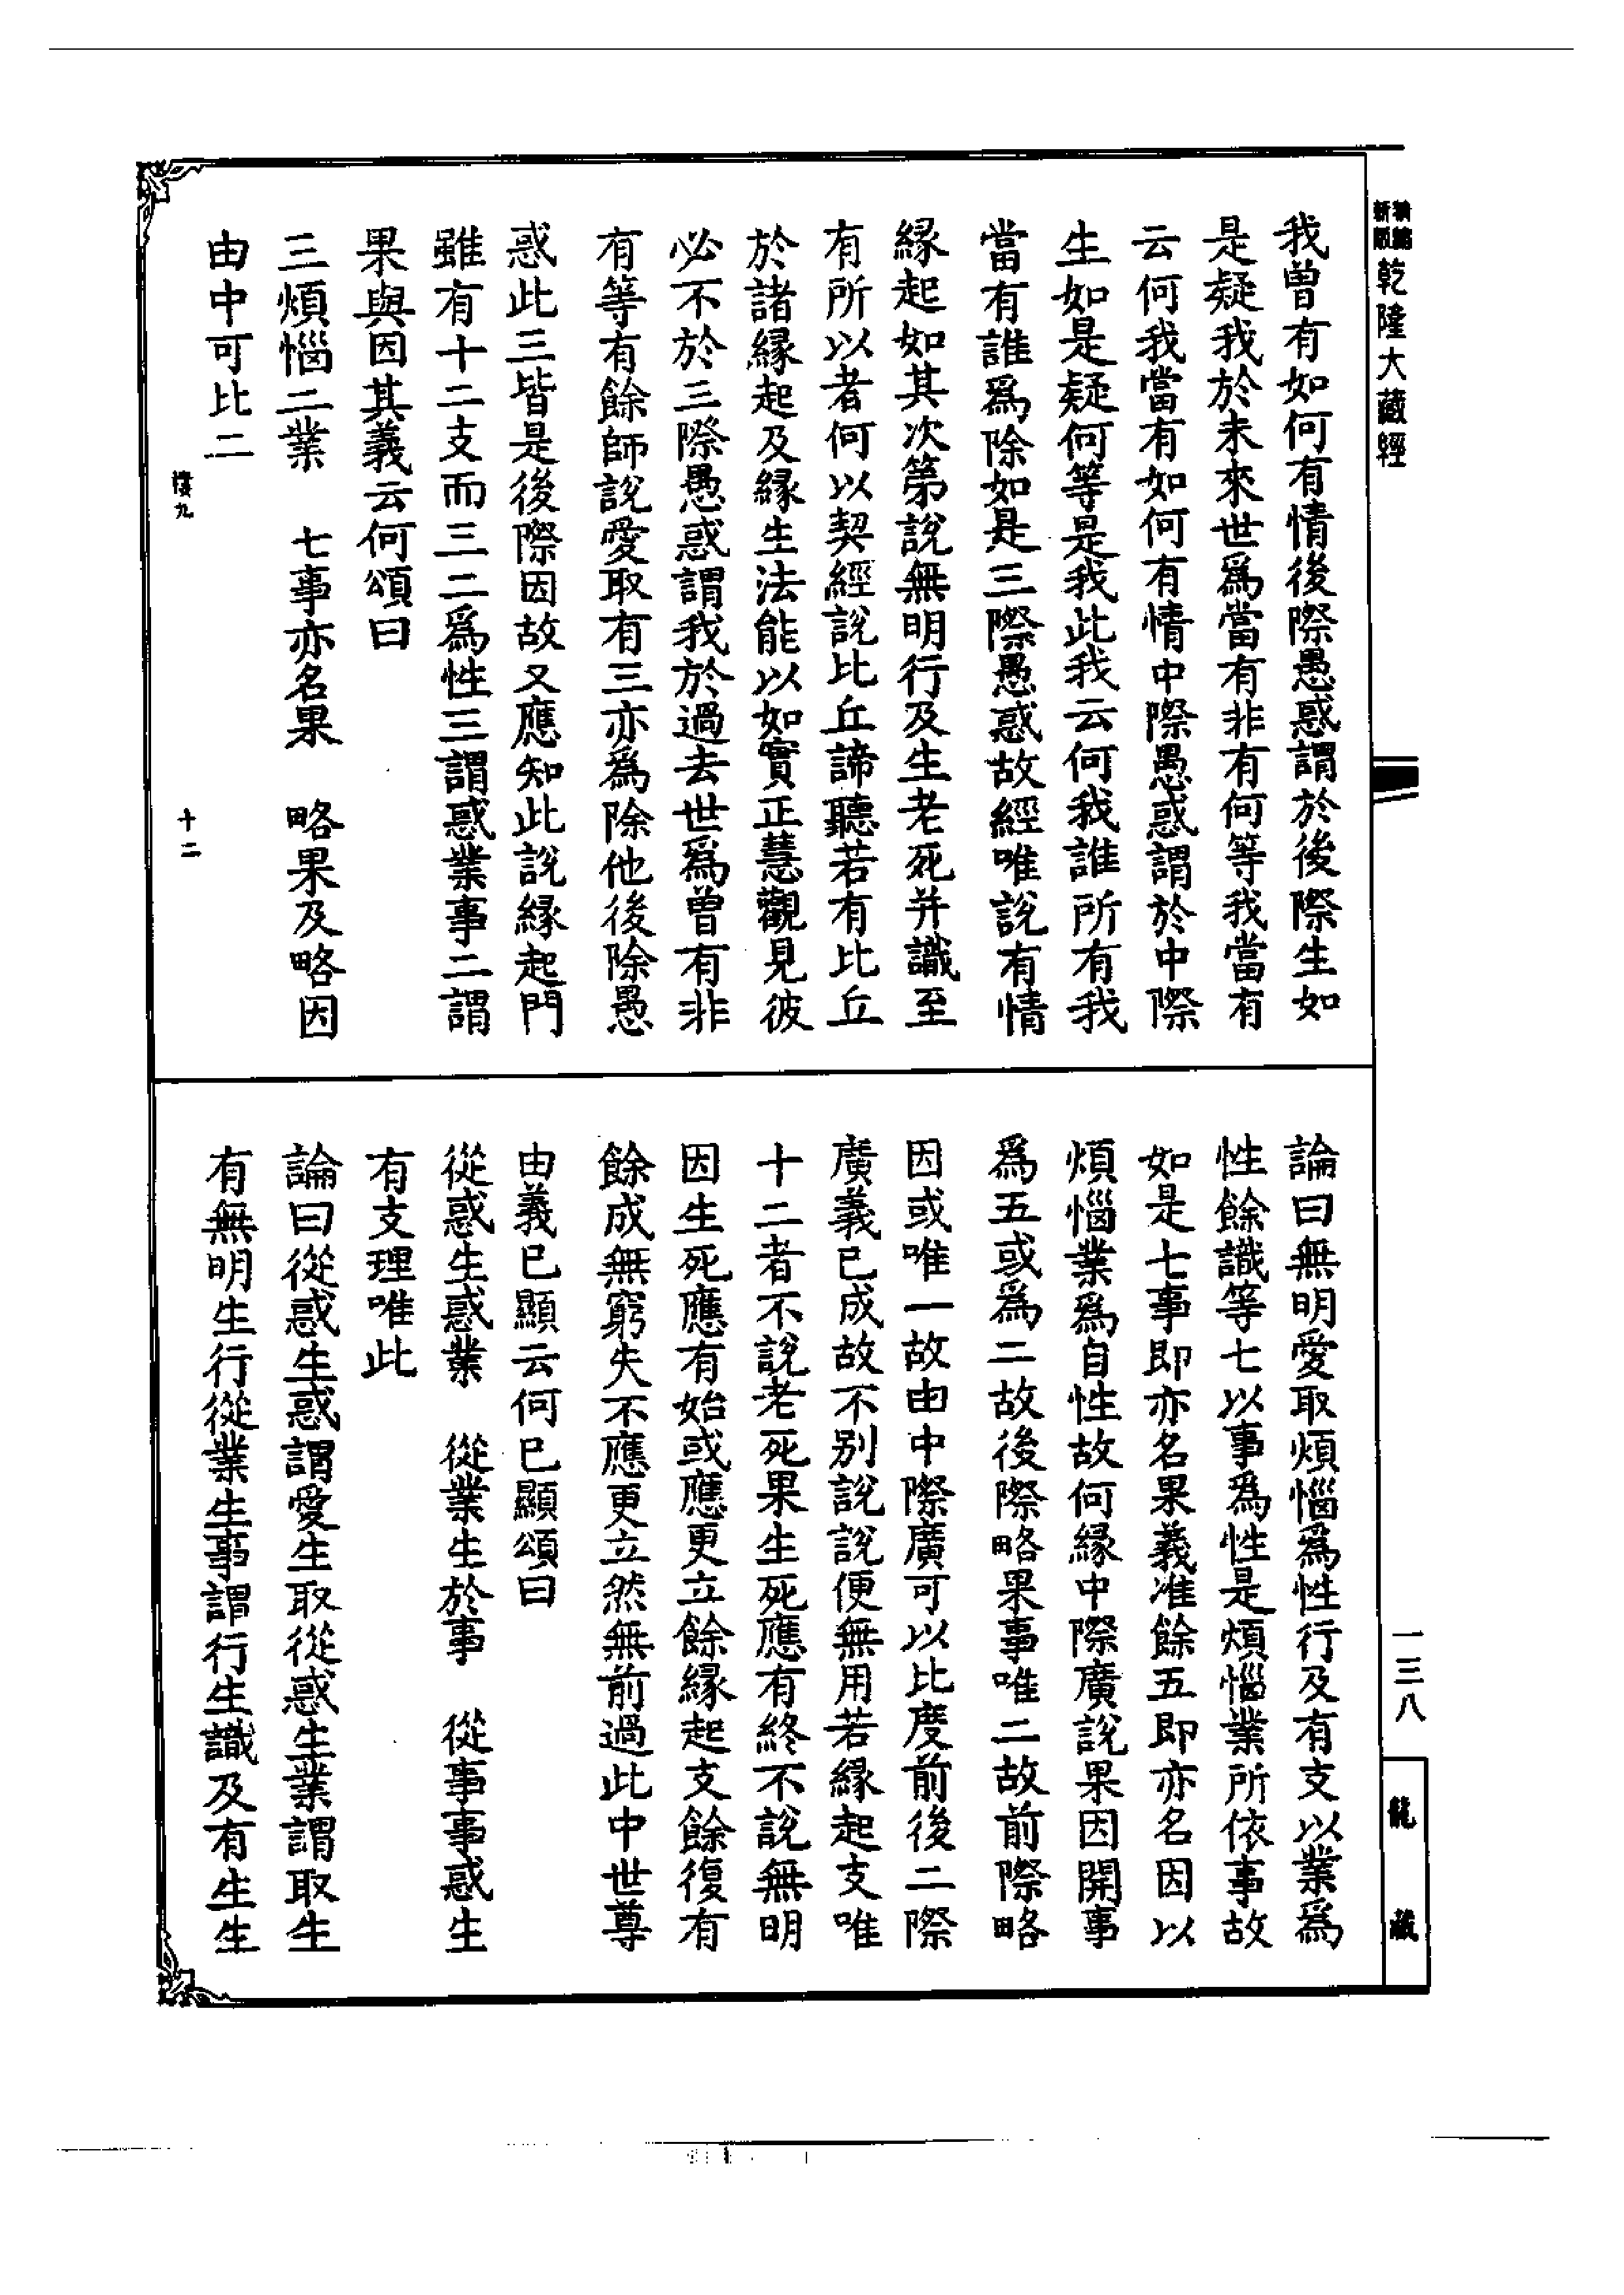 乾隆大藏經
我曾有如何有情後際愚惑謂於後際生如
是疑我於未來世爲當有非有何等我當有
云何我當有如何有情中際愚惑謂於中際
生如是疑何等是我此我云何我誰所有我
當有誰爲除如是三際愚惑故經唯說有情
緣起如其次第說無明行及生老死并識至
有所以者何以契經說比丘諦聽若有比丘
於諸緣起及緣生法能以如實正慧觀見彼
必不於三際愚惑謂我於過去世爲曾有非
有等有餘師說愛取有三亦爲除他後際愚
惑此三皆是後際因故又應知此說緣起門
雖有十二支而三二爲性三謂惑業事二謂
果與因其義云何頌曰
三煩惱二業　七事亦名果　略果及略因
由中可比二
樓九
十二
論曰無明愛取煩惱爲性行及有支以業爲
性餘識等七以事爲性是煩惱業所依事故
如是七事即亦名果義准餘五即亦名因以
煩惱業爲自性故何緣中際廣說果因開事
爲五或爲二故後際略果事唯二故前際略
因或唯一故由中際廣可以比度前後二際
廣義已成故不别說說便無用若緣起支唯
十二者不說老死果生死應有終不說無明
因生死應有始或應更立餘緣起支餘復有
餘成無窮失不應更立然無前過此中世尊
由義已顯云何已顯頌曰
從惑生惑業　從業生於事　從事事惑生
有支理唯此
論曰從惑生惑謂愛生取從惑生業謂取生
有無明生行從業生事謂行生識及有生生
一三八
龍藏